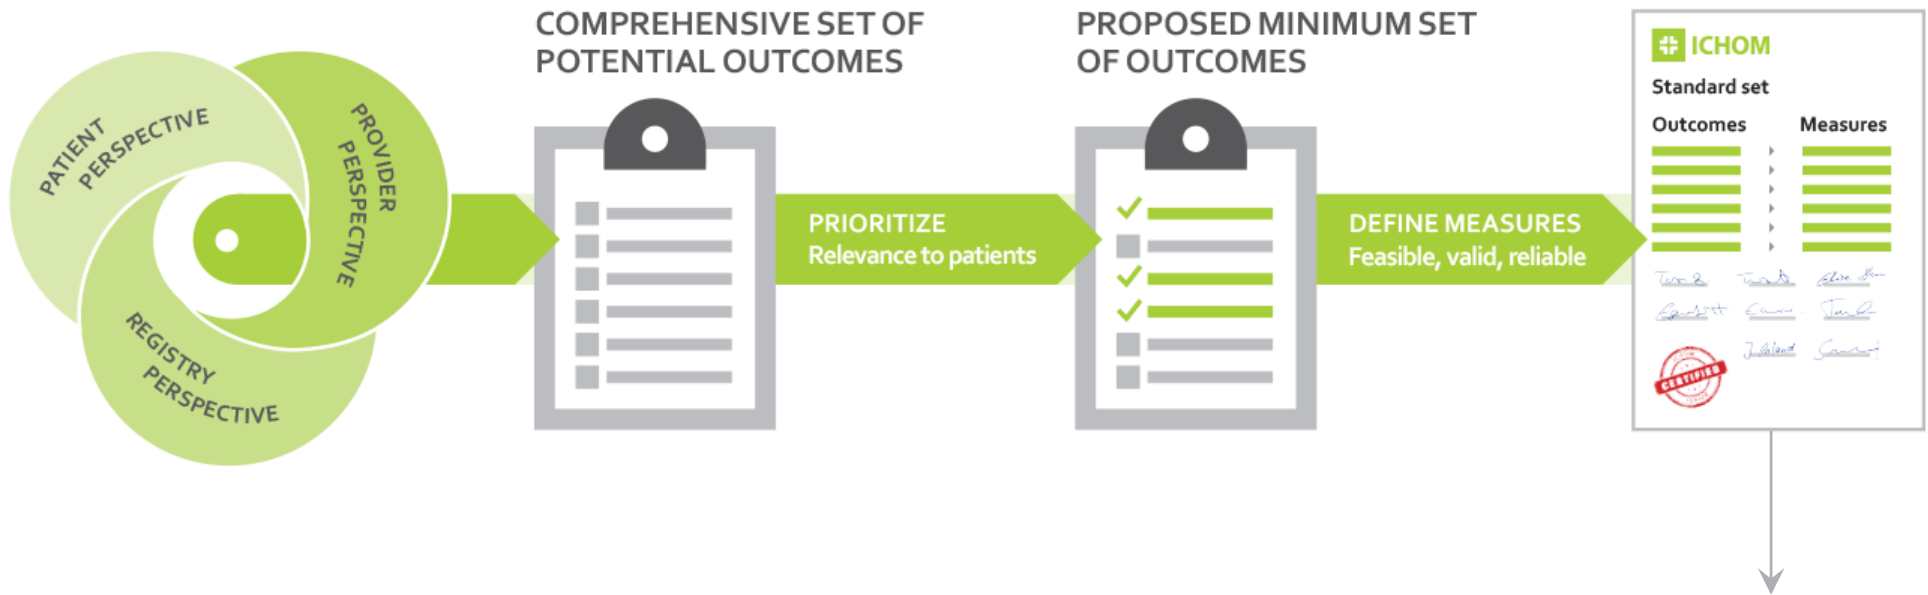 PATIENT
PERSPECTIVE
PROVIDER
PERSPECTIVE
REGISTRY
PERSPECTIVE
COMPREHENSIVE SET OF
POTENTIAL OUTCOMES
PRIORITIZE
Relevance to patients
PROPOSED MINIMUM SET
OF OUTCOMES
DEFINE MEASURES
Feasible, valid, reliable
ICHOM
Standard set
Outcomes Measures
CERTIFIED